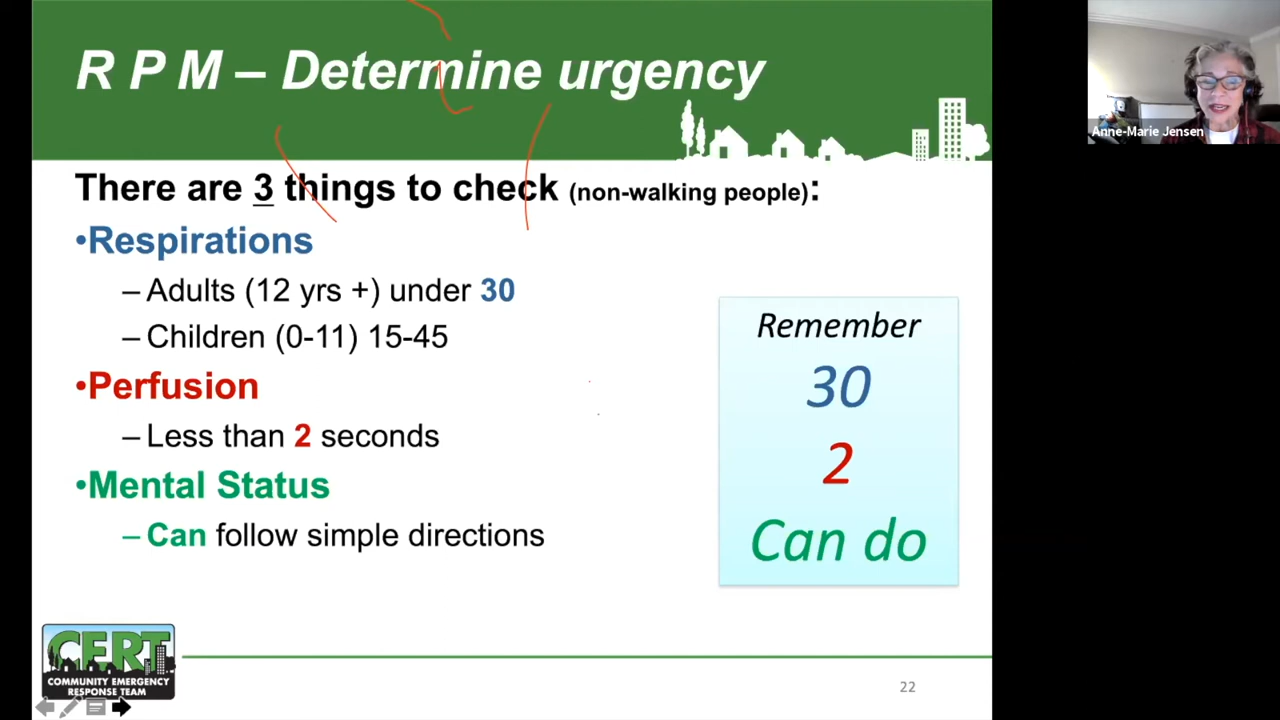 R P M – Determine urgency
There are 3 things to check (non-walking people):
•Respirations
– Adults (12 yrs +) under 30
– Children (0-11) 15-45
•Perfusion
– Less than 2 seconds
•Mental Status
– Can follow simple directions
Remember
30
2
Can do
CERT
COMMUNITY EMERGENCY
RESPONSE TEAM
22
Anne-Marie Jensen